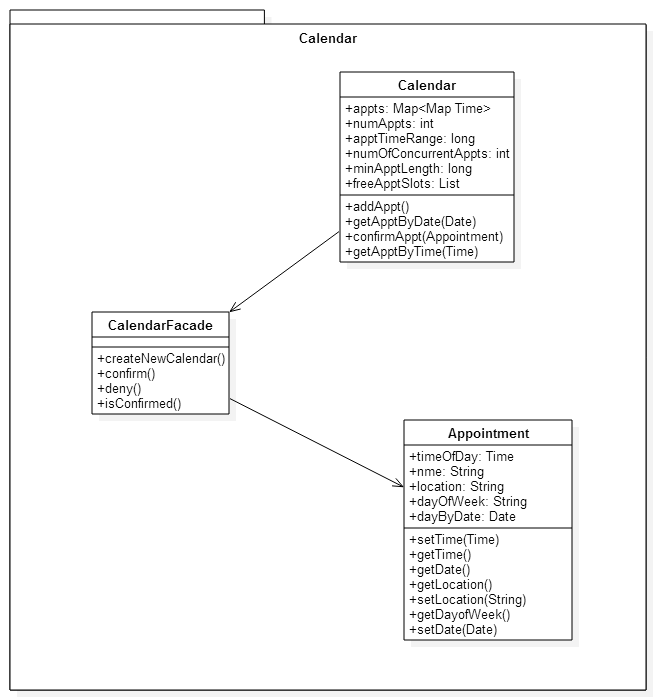 Calendar
Calendar
+appts: Map<Map Time>
+numAppts: int
+apptTimeRange: long
+numOfConcurrentAppts: int
+minApptLength: long
+freeApptSlots: List
+addAppt()
+getApptByDate(Date)
+confirmAppt(Appointment)
+getApptByTime(Time)
CalendarFacade
+createNewCalendar()
+confirm()
+deny()
+isConfirmed()
Appointment
+timeOfDay: Time
+nme: String
+location: String
+dayOfWeek: String
+dayByDate: Date
+setTime(Time)
+getTime()
+getDate()
+getLocation()
+setLocation(String)
+getDayofWeek()
+setDate(Date)